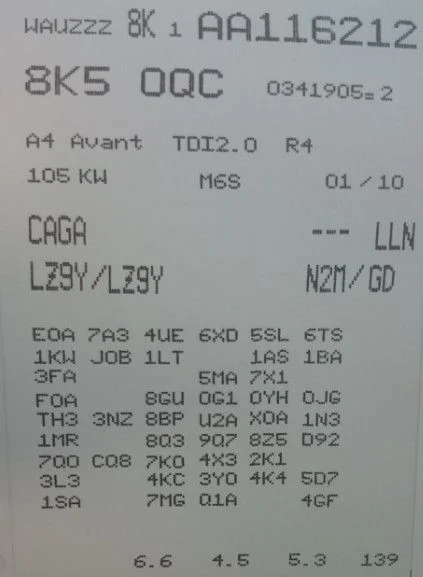 WAUZZZ 8K 1 AA116212
8K5 0QC 0341905= 2
A4 Avant TDI2.0 R4
105 KW M6S 01 / 10
CAGA --- LLN
LZ9Y/LZ9Y N2M/GD
E0A 7A3 4UE 6XD 5SL 6TS
1KW J0B 1LT 1AS 1BA
3FA 5MA 7X1
F0A 8GU 0G1 0YH 0JG
TH3 3NZ 8BP U2A X0A 1N3
1MR 8Q3 9Q7 8Z5 D92
7Q0 CQ8 7K0 4X3 2K1
3L3 4KC 3Y0 4K4 5D7
1SA 7MG Q1A 4GF
6.6 4.5 5.3 139